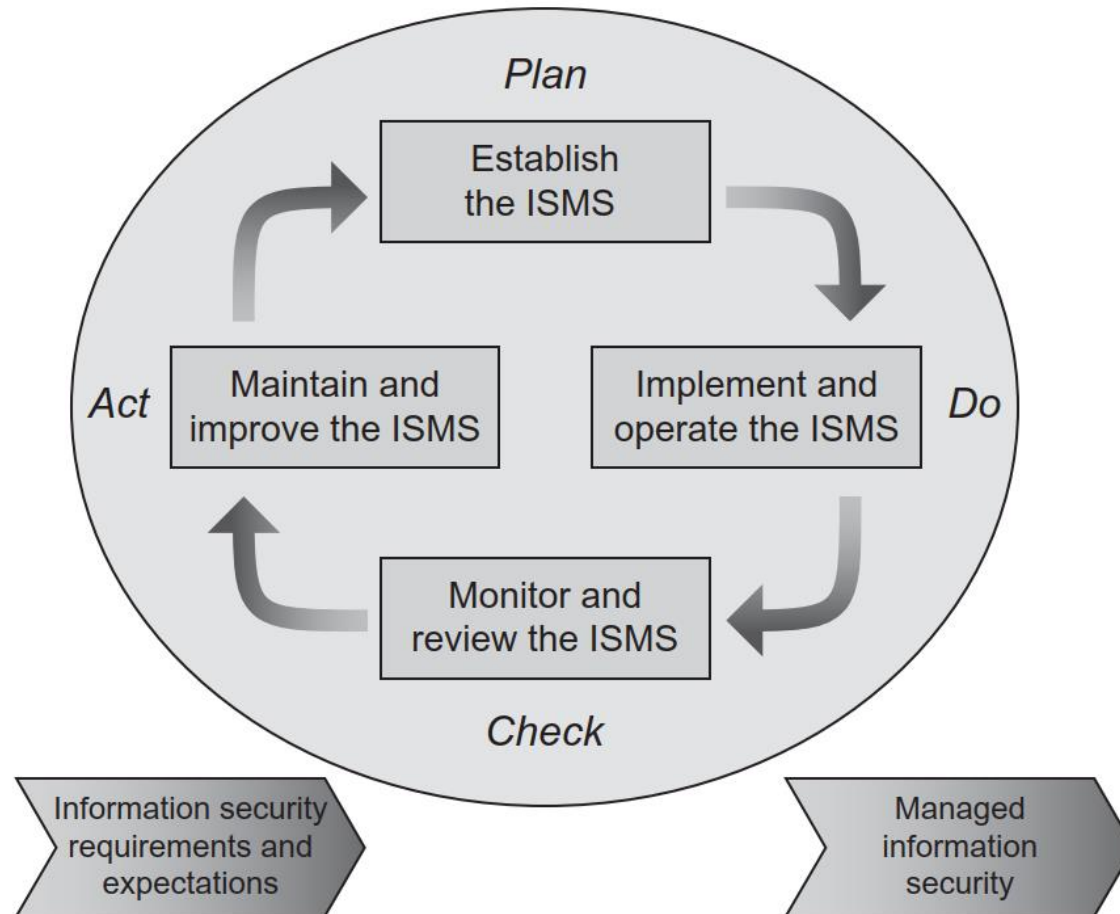 Plan
Establish
the ISMS
Act
Maintain and
improve the ISMS
Implement and
operate the ISMS
Do
Monitor and
review the ISMS
Check
Information security
requirements and
expectations
Managed
information
security